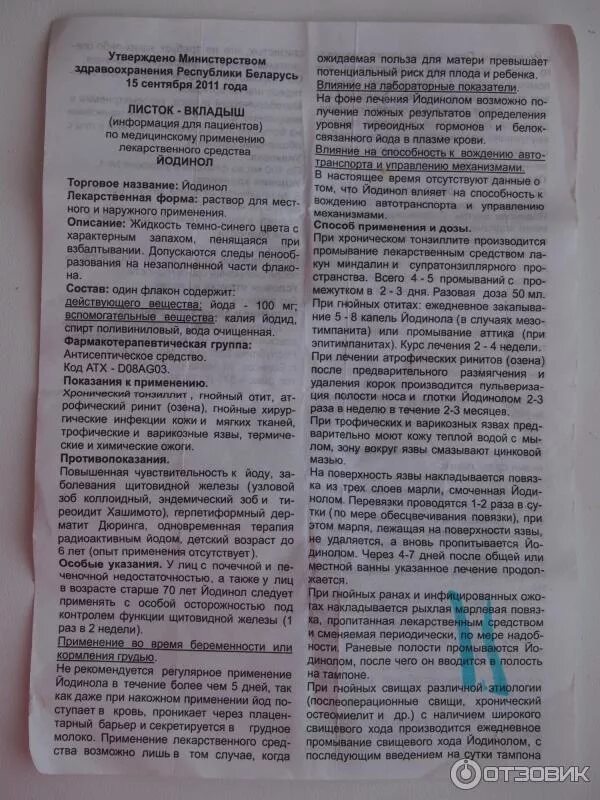 Утверждено Министерством
здравоохранения Республики Беларусь
15 сентября 2011 года
ЛИСТОК - ВКЛАДЫШ
(информация для пациентов)
по медицинскому применению
лекарственного средства
ЙОДИНОЛ
Торговое название: Йодинол
Лекарственная форма: раствор для мест-
ного и наружного применения.
Описание: Жидкость темно-синего цвета с
характерным запахом, пенящаяся при
взбалтывании. Допускаются следы пенооб-
разования на незаполненной части флако-
на.
Состав: один флакон содержит:
действующего вещества: йода - 100 мг;
вспомогательные вещества: калия йодид,
спирт поливиниловый, вода очищенная.
Фармакотерапевтическая группа:
Антисептическое средство.
Код АТХ - D08AG03.
Показания к применению.
Хронический тонзиллит , гнойный отит, ат-
рофический ринит (озена), гнойные хирур-
гические инфекции кожи и мягких тканей,
трофические и варикозные язвы, термиче-
ские и химические ожоги.
Противопоказания.
Повышенная чувствительность к йоду, за-
болевания щитовидной железы (узловой
зоб коллоидный, эндемический зоб и ти-
реоидит Хашимото), герпетиформный дер-
матит Дюринга, одновременная терапия
радиоактивным йодом, детский возраст до
6 лет (опыт применения отсутствует).
Особые указания. У лиц с почечной и пе-
ченочной недостаточностью, а также у лиц
в возрасте старше 70 лет Йодинол следует
применять с особой осторожностью под
контролем функции щитовидной железы (1
раз в 2 недели).
Применение во время беременности или
кормления грудью.
Не рекомендуется регулярное применение
Йодинола в течение более чем 5 дней, так
как даже при накожном применении йод по-
ступает в кровь, проникает через плацен-
тарный барьер и секретируется в грудное
молоко. Применение лекарственного сред-
ства возможно лишь в том случае, когда
ожидаемая польза для матери превышает
потенциальный риск для плода и ребенка.
Влияние на лабораторные показатели.
На фоне лечения Йодинолом возможно по-
лучение ложных результатов определения
уровня тиреоидных гормонов и белок-
связанного йода в плазме крови.
Влияние на способность к вождению авто-
транспорта и управлению механизмами.
В настоящее время отсутствуют данные о
том, что Йодинол влияет на способность к
вождению автотранспорта и управлению
механизмами.
Способ применения и дозы.
При хроническом тонзиллите производится
промывание лекарственным средством ла-
кун миндалин и супратонзиллярного про-
странства. Всего 4 - 5 промываний с про-
межутком в 2 - 3 дня. Разовая доза 50 мл.
При гнойных отитах: ежедневное закапыва-
ние 5 - 8 капель Йодинола (в случаях мезо-
тимпанита) или промывание аттика (при
эпитимпанитах). Курс лечения 2 - 4 недели.
При лечении атрофических ринитов (озена)
после предварительного размягчения и
удаления корок производится пульвериза-
ция полости носа и глотки Йодинолом 2-3
раза в неделю в течение 2-3 месяцев.
При трофических и варикозных язвах пред-
варительно моют кожу теплой водой с мы-
лом, зону вокруг язвы смазывают цинковой
мазью.
На поверхность язвы накладывается повяз-
ка из трех слоев марли, смоченная Йоди-
нолом. Перевязки проводятся 1-2 раза в су-
тки ( по мере обесцвечивания повязки), при
этом марля, лежащая на поверхности язвы,
не удаляется, а вновь пропитывается Йо-
динолом. Через 4-7 дней после общей или
местной ванны указанное лечение продол-
жается.
При гнойных ранах и инфицированных ожо-
гах накладывается рыхлая марлевая повяз-
ка, пропитанная лекарственным средством
и сменяемая периодически, по мере надоб-
ности. Раневые полости промываются Йо-
динолом, после чего он вводится в полость
на тампоне.
При гнойных свищах различной этиологии
(послеоперационные свищи, хронический
остеомиелит и др.) с наличием широкого
свищевого хода производится ежедневное
промывание свищевого хода Йодинолом, с
последующим введением на сутки тампона
ОТЗОВИК